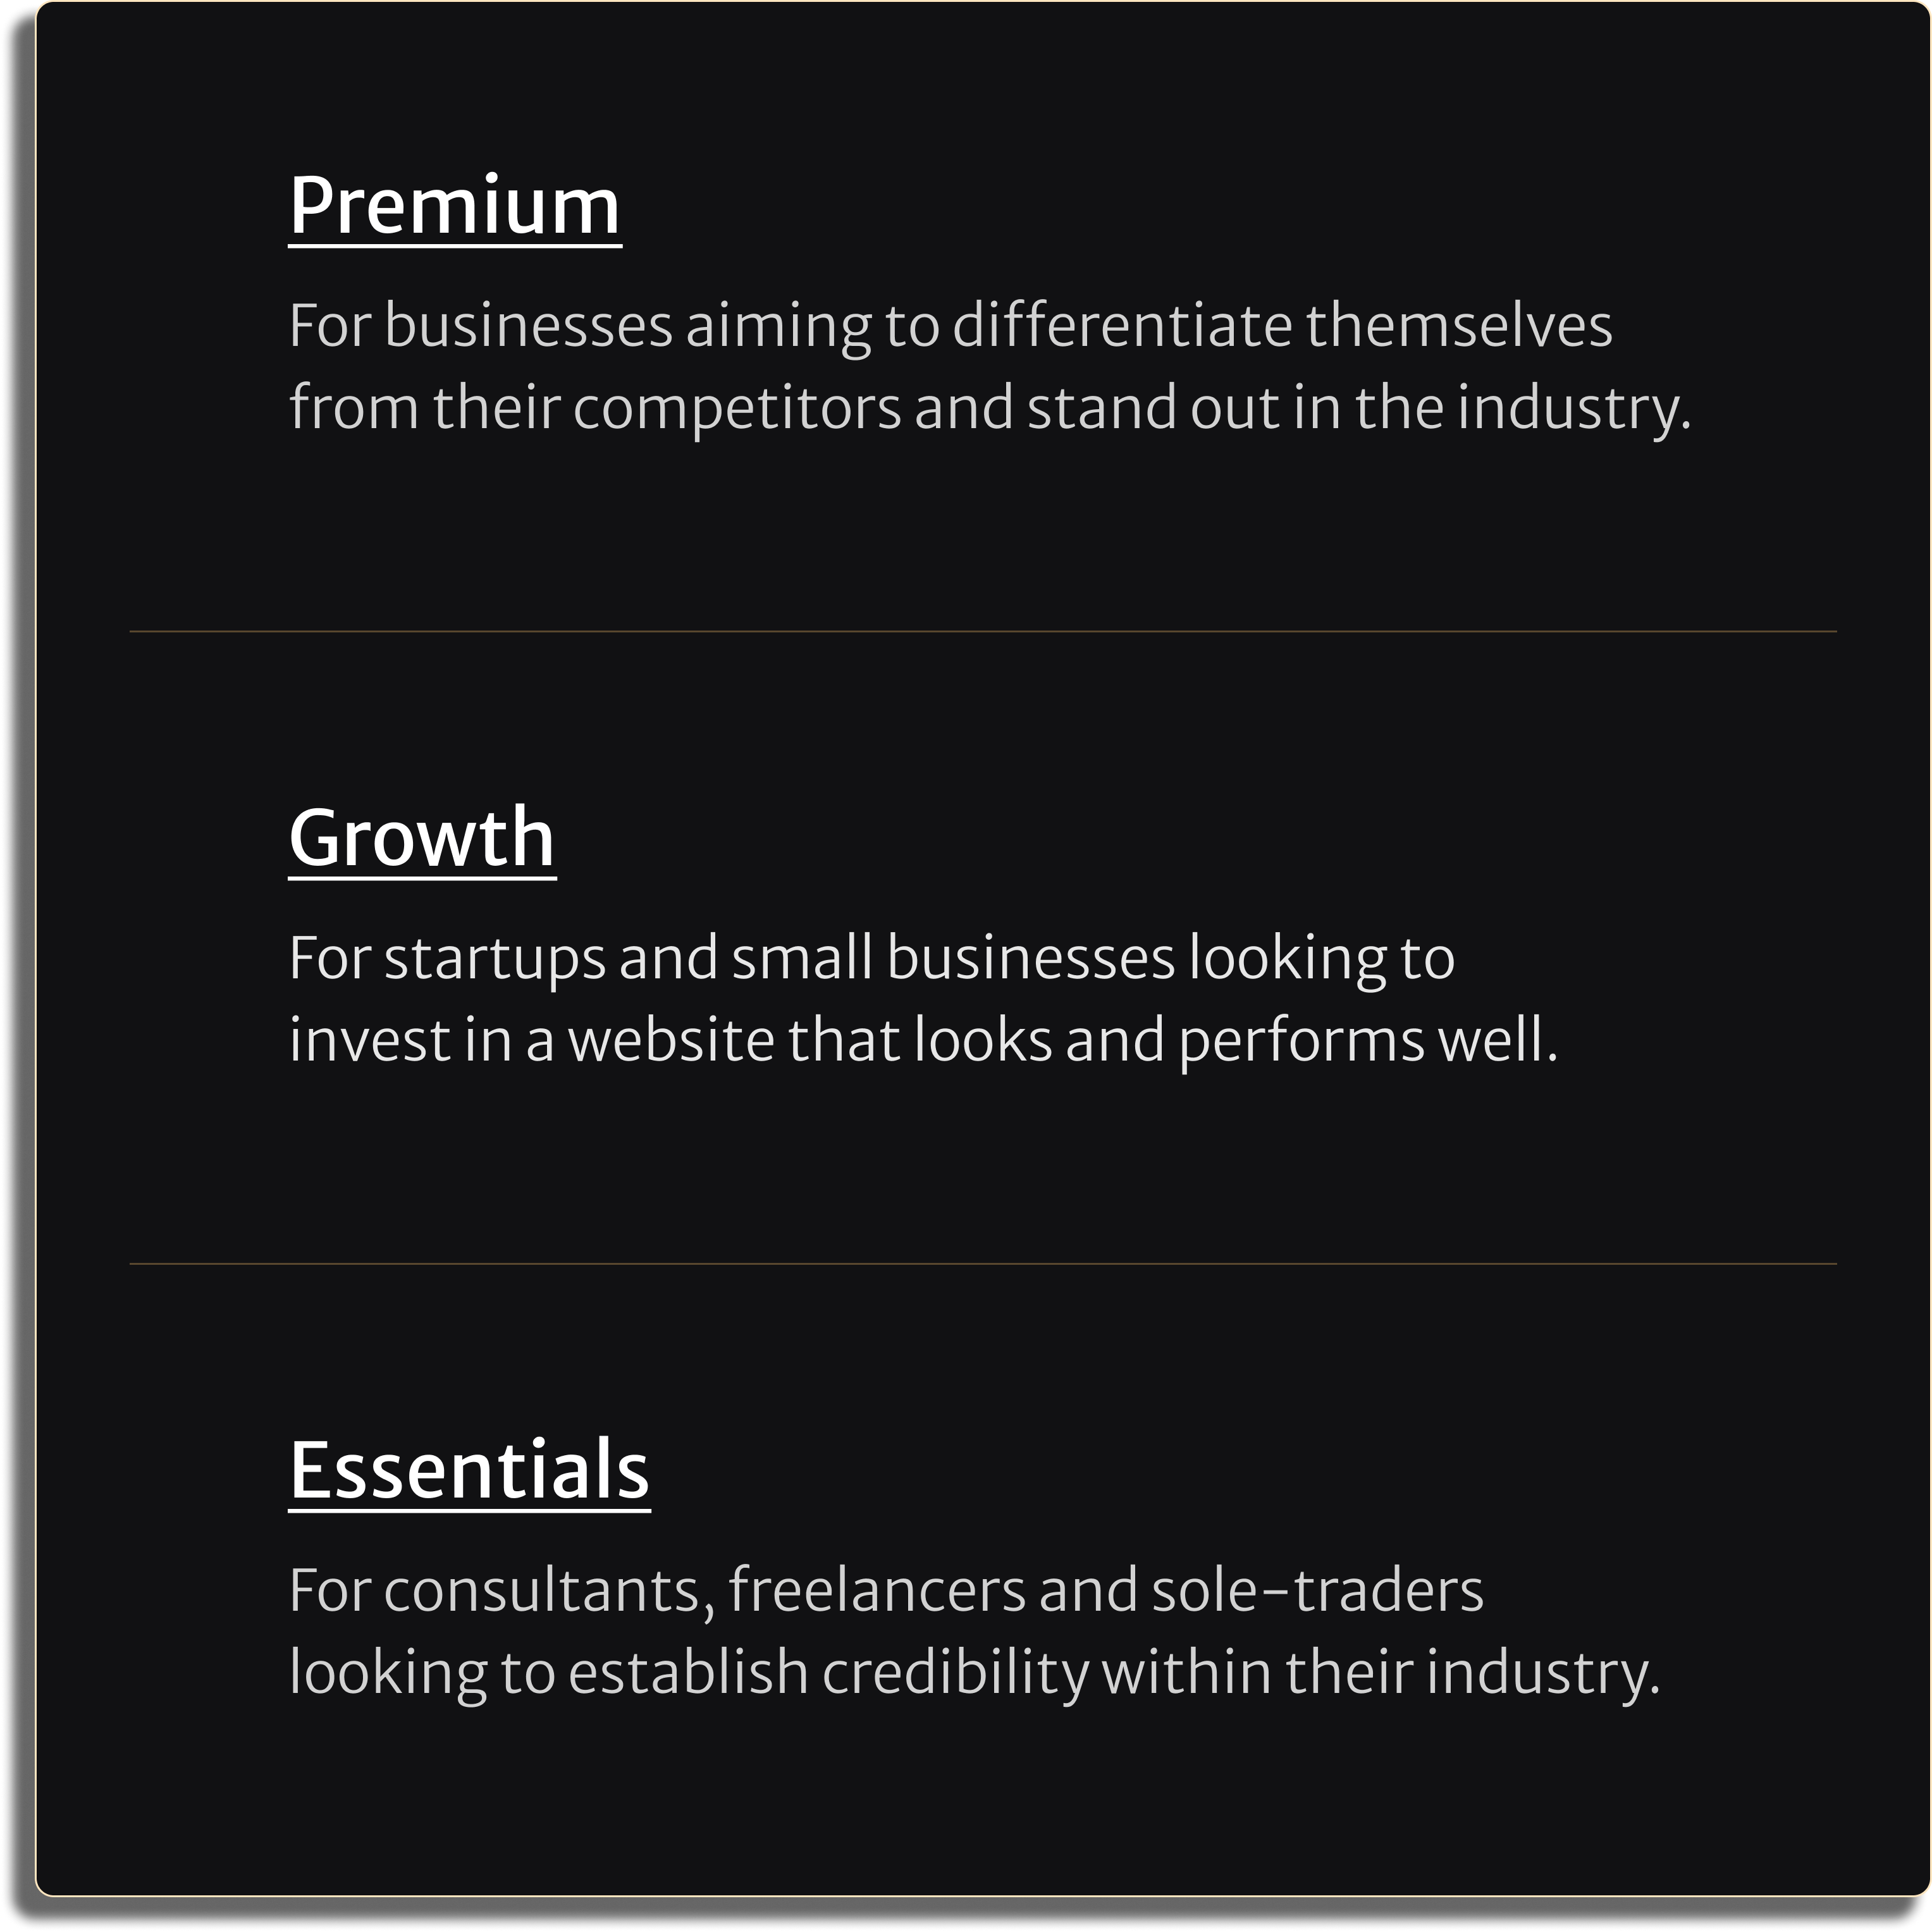 Premium
For businesses aiming to differentiate themselves
from their competitors and stand out in the industry.
Growth
For startups and small businesses looking to
invest in a website that looks and performs well.
Essentials
For consultants, freelancers and sole-traders
looking to establish credibility within their industry.